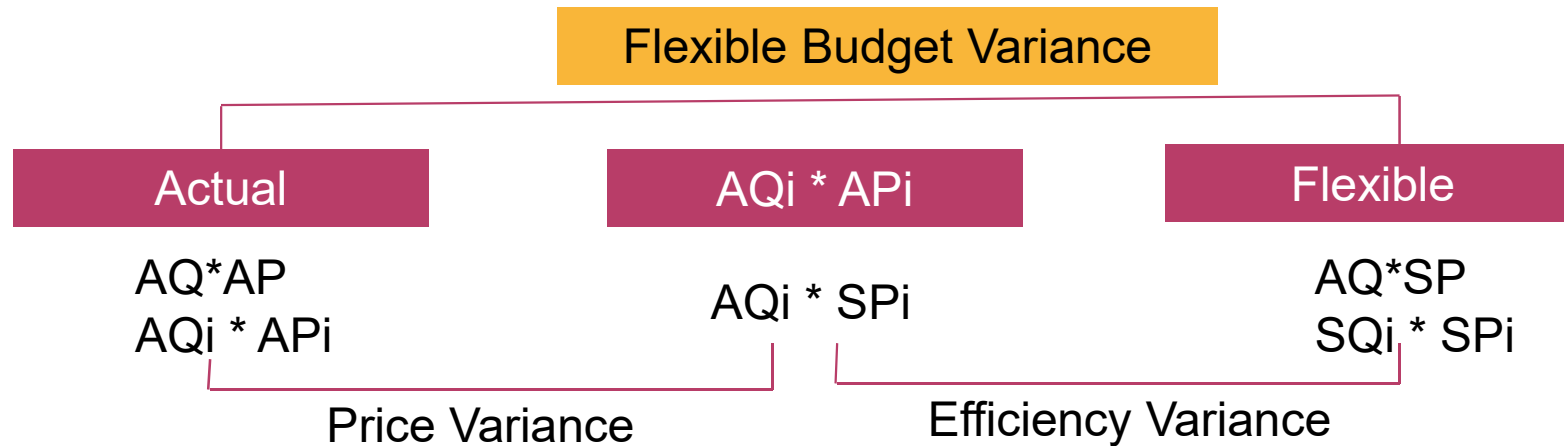 Flexible Budget Variance
Actual
AQi * APi
Flexible
AQ*AP
AQi * APi
AQi * SPi
AQ*SP
SQi * SPi
Price Variance
Efficiency Variance